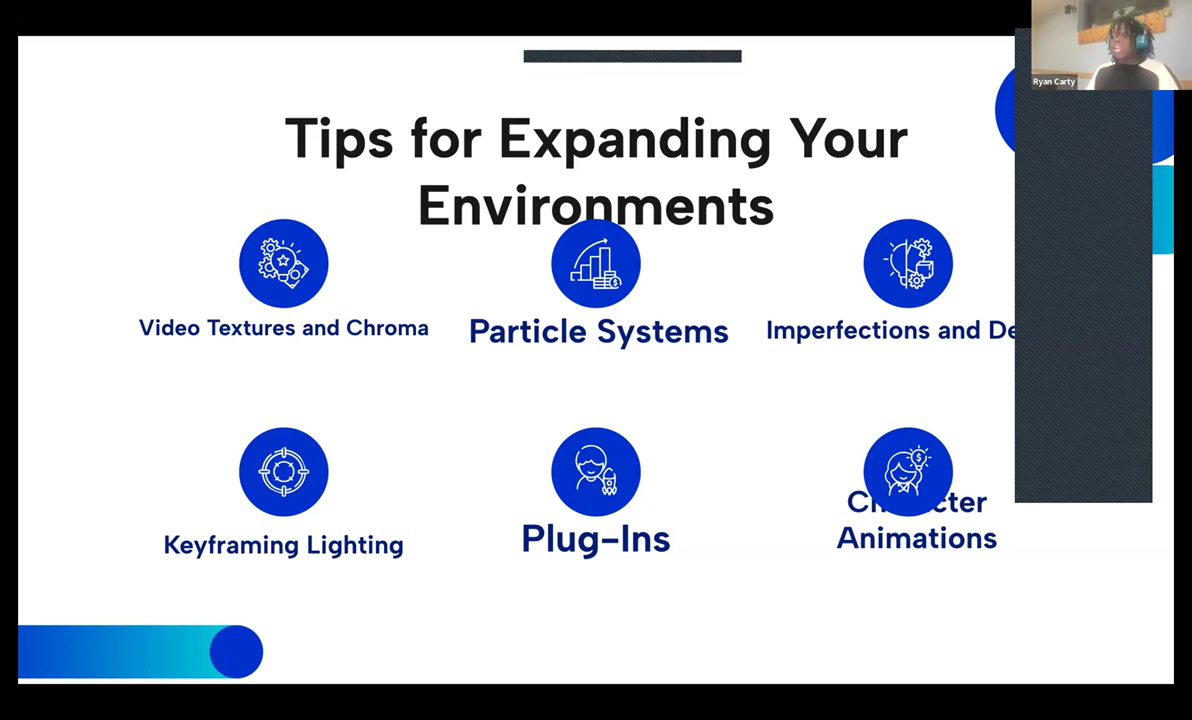 Ryan Carty
Tips for Expanding Your
Environments
Video Textures and Chroma
Particle Systems
Imperfections and
Keyframing Lighting
Plug-Ins
Animations